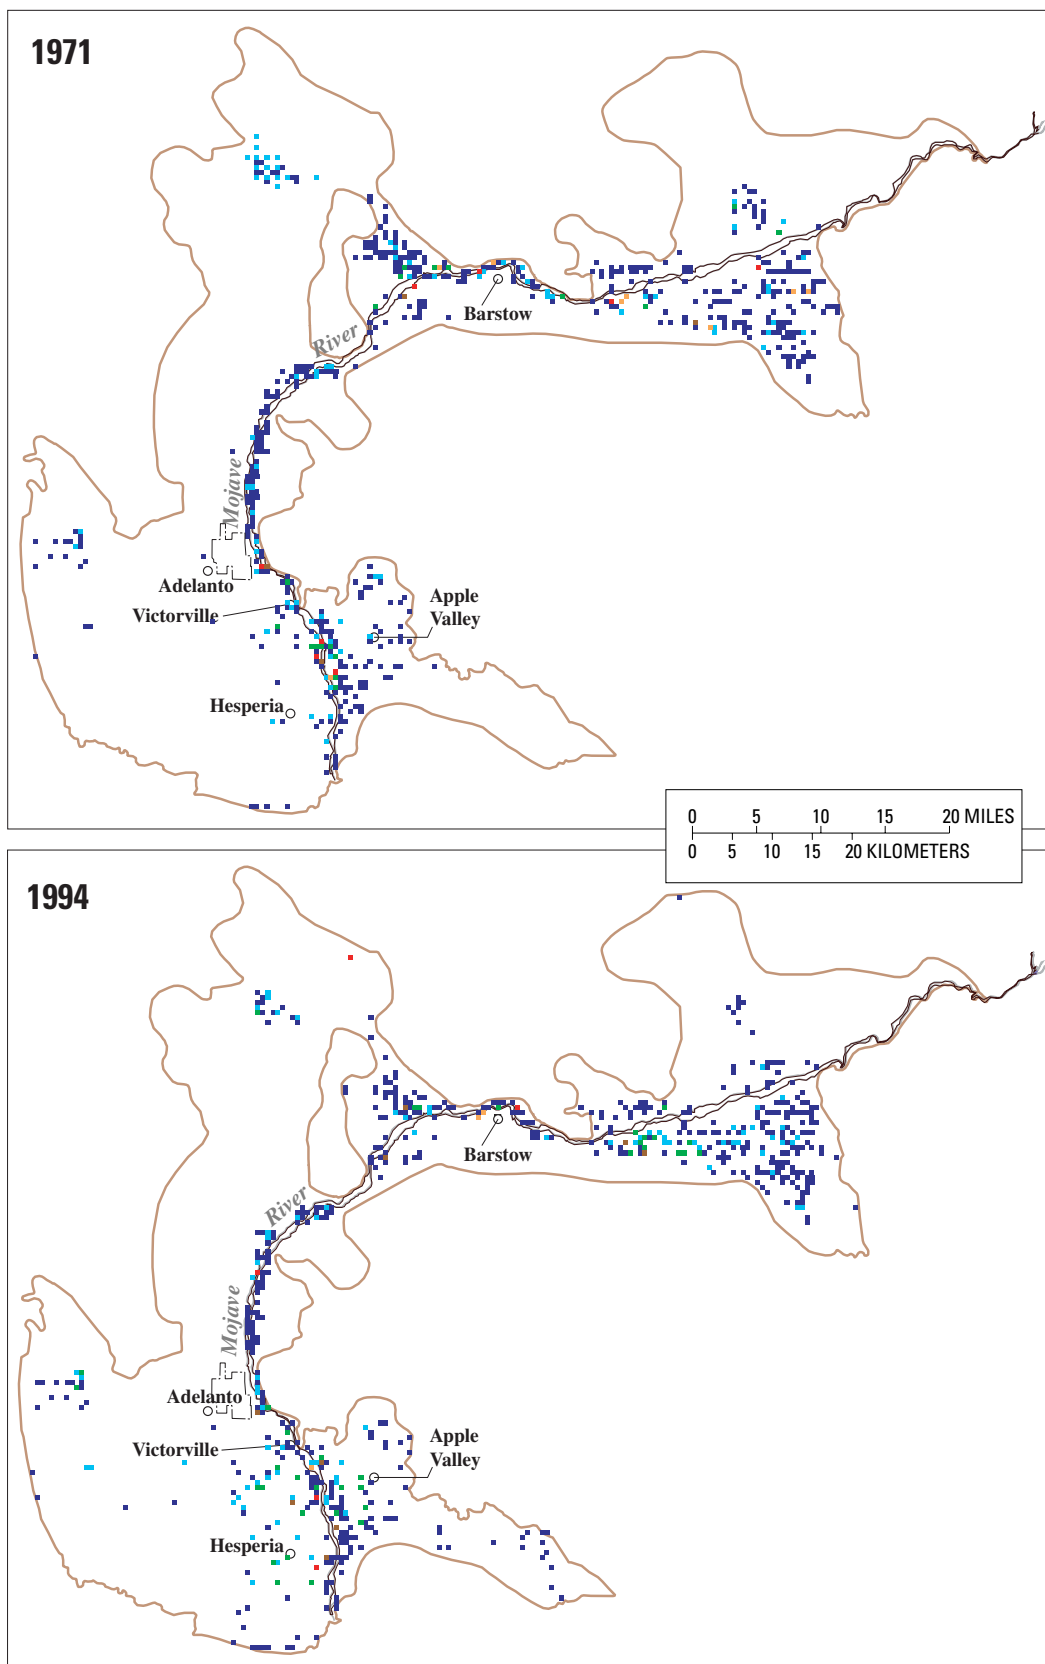 1971
River
Barstow
Mojave
Adelanto
Victorville
Apple
Valley
Hesperia
0 5 10 15 20 MILES
0 5 10 15 20 KILOMETERS
1994
Barstow
River
Mojave
Adelanto
Victorville
Apple
Valley
Hesperia